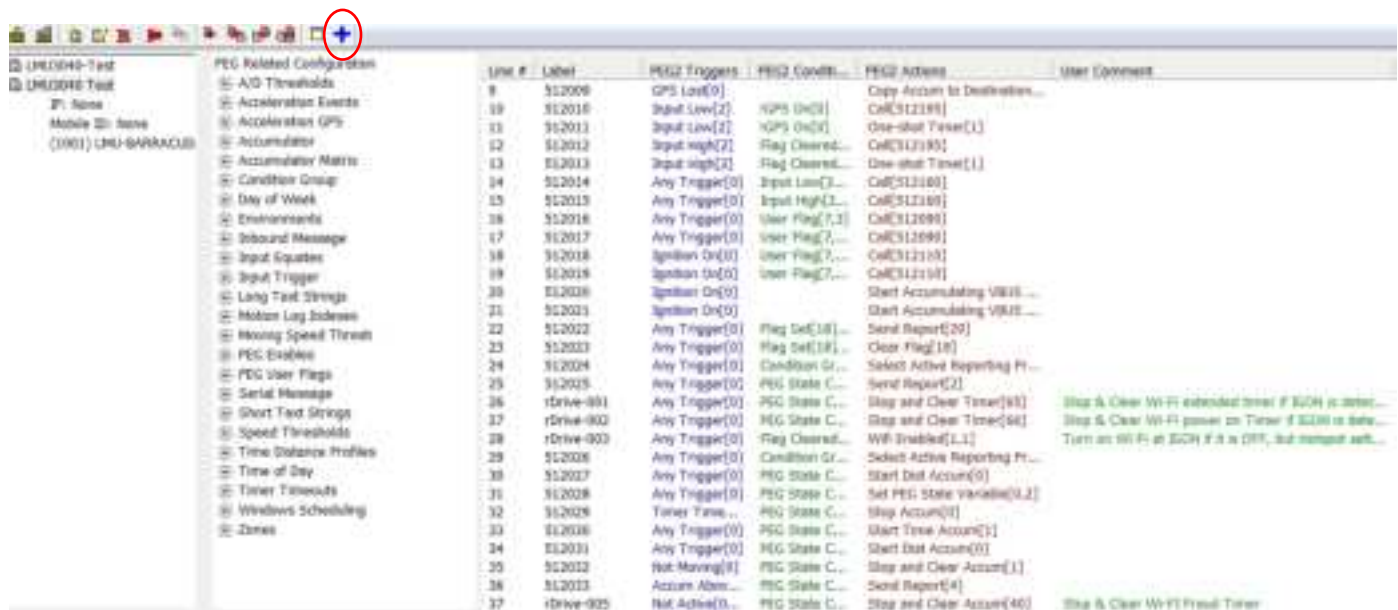 LMU3040-Test
LMU3040 Test
IP: None
Mobile ID: None
(1001) LMU-BARRACUD
PEG Related Configuration
A/D Thresholds
Acceleration Events
Acceleration GPS
Accumulator
Accumulator Matrix
Condition Group
Day of Week
Environments
Inbound Message
Input Equates
Input Trigger
Long Text Strings
Motion Log Indexes
Moving Speed Thresh
PEG Enables
PEG User Flags
Serial Message
Short Text Strings
Speed Thresholds
Time Distance Profiles
Time of Day
Timer Timeouts
Windows Scheduling
Zones
Line # Label PEG2 Triggers PEG2 Conditi... PEG2 Actions User Comment
9 512009 GPS Lost[0] Copy Accum to Destination...
10 512010 Input Low[2] Call[512195]
11 512011 Input Low[2] One-shot Timer[1]
12 512012 Input High[2] Flag Cleared... Call[512195]
13 512013 Input High[2] Flag Cleared... One-shot Timer[1]
14 512014 Any Trigger[0] Input Low[2... Call[512160]
15 512015 Any Trigger[0] Input High[2... Call[512160]
16 512016 Any Trigger[0] User Flag[7,... Call[512090]
17 512017 Any Trigger[0] User Flag[7,... Call[512090]
18 512018 Ignition On[0] User Flag[7,... Call[512110]
19 512019 Ignition On[0] User Flag[7,... Call[512110]
20 512020 Ignition On[0] Start Accumulating VBUS ...
21 512021 Ignition On[0] Start Accumulating VBUS ...
22 512022 Any Trigger[0] Flag Set[18]... Send Report[20]
23 512023 Any Trigger[0] Flag Set[18]... Clear Flag[18]
24 512024 Any Trigger[0] Condition Gr... Select Active Reporting Pr...
25 512025 Any Trigger[0] PEG State C... Send Report[2]
26 rDrive-001 Any Trigger[0] PEG State C... Stop and Clear Timer[65] Stop & Clear Wi-Fi extended timer if IGON is detec...
27 rDrive-002 Any Trigger[0] PEG State C... Stop and Clear Timer[66] Stop & Clear Wi-Fi power on Timer if IGON is dete...
28 rDrive-003 Any Trigger[0] Flag Cleared... Wifi Enabled[1,1] Turn on Wi-Fi at IGON if it is OFF, but hotspot sett...
29 512026 Any Trigger[0] Condition Gr... Select Active Reporting Pr...
30 512027 Any Trigger[0] PEG State C... Start Dist Accum[0]
31 512028 Any Trigger[0] PEG State C... Set PEG State Variable[0,2]
32 512029 Timer Time... PEG State C... Stop Accum[0]
33 512030 Any Trigger[0] PEG State C... Start Time Accum[1]
34 512031 Any Trigger[0] PEG State C... Start Dist Accum[0]
35 512032 Not Moving[0] PEG State C... Stop and Clear Accum[1]
36 512033 Accum Abov... PEG State C... Send Report[4]
37 rDrive-005 Not Active[0... PEG State C... Stop and Clear Accum[40] Stop & Clear Wi-Fi Fraud Timer